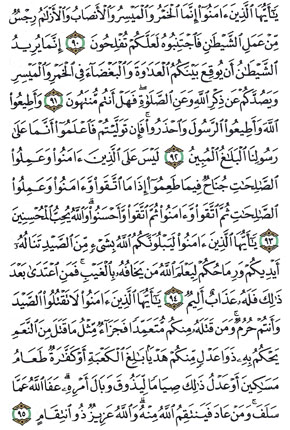 يَـٰٓأَيُّهَا ٱلَّذِينَ ءَامَنُوٓا۟ إِنَّمَا ٱلْخَمْرُ وَٱلْمَيْسِرُ وَٱلْأَنصَابُ وَٱلْأَزْلَـٰمُ رِجْسٌ
مِّنْ عَمَلِ ٱلشَّيْطَـٰنِ فَٱجْتَنِبُوهُ لَعَلَّكُمْ تُفْلِحُونَ ٩٠ إِنَّمَا يُرِيدُ
ٱلشَّيْطَـٰنُ أَن يُوقِعَ بَيْنَكُمُ ٱلْعَدَٰوَةَ وَٱلْبَغْضَآءَ فِى ٱلْخَمْرِ وَٱلْمَيْسِرِ
وَيَصُدَّكُمْ عَن ذِكْرِ ٱللَّهِ وَعَنِ ٱلصَّلَوٰةِ ۖ فَهَلْ أَنتُم مُّنتَهُونَ ٩١ وَأَطِيعُوا۟
ٱللَّهَ وَأَطِيعُوا۟ ٱلرَّسُولَ وَٱحْذَرُوا۟ ۚ فَإِن تَوَلَّيْتُمْ فَٱعْلَمُوٓا۟ أَنَّمَا عَلَىٰ
رَسُولِنَا ٱلْبَلَـٰغُ ٱلْمُبِينُ ٩٢ لَيْسَ عَلَى ٱلَّذِينَ ءَامَنُوا۟ وَعَمِلُوا۟
ٱلصَّـٰلِحَـٰتِ جُنَاحٌ فِيمَا طَعِمُوٓا۟ إِذَا مَا ٱتَّقَوا۟ وَّءَامَنُوا۟ وَعَمِلُوا۟
ٱلصَّـٰلِحَـٰتِ ثُمَّ ٱتَّقَوا۟ وَّءَامَنُوا۟ ثُمَّ ٱتَّقَوا۟ وَّأَحْسَنُوا۟ ۗ وَٱللَّهُ يُحِبُّ ٱلْمُحْسِنِينَ
٩٣ يَـٰٓأَيُّهَا ٱلَّذِينَ ءَامَنُوا۟ لَيَبْلُوَنَّكُمُ ٱللَّهُ بِشَىْءٍ مِّنَ ٱلصَّيْدِ تَنَالُهُۥٓ
أَيْدِيكُمْ وَرِمَاحُكُمْ لِيَعْلَمَ ٱللَّهُ مَن يَخَافُهُۥ بِٱلْغَيْبِ ۚ فَمَنِ ٱعْتَدَىٰ بَعْدَ
ذَٰلِكَ فَلَهُۥ عَذَابٌ أَلِيمٌ ٩٤ يَـٰٓأَيُّهَا ٱلَّذِينَ ءَامَنُوا۟ لَا تَقْتُلُوا۟ ٱلصَّيْدَ
وَأَنتُمْ حُرُمٌ ۚ وَمَن قَتَلَهُۥ مِنكُم مُّتَعَمِّدًا فَجَزَآءٌ مِّثْلُ مَا قَتَلَ مِنَ ٱلنَّعَمِ
يَحْكُمُ بِهِۦ ذَوَا عَدْلٍ مِّنكُمْ هَدْيًۢا بَـٰلِغَ ٱلْكَعْبَةِ أَوْ كَفَّـٰرَةٌ طَعَامُ
مَسَـٰكِينَ أَوْ عَدْلُ ذَٰلِكَ صِيَامًا لِّيَذُوقَ وَبَالَ أَمْرِهِۦ ۗ عَفَا ٱللَّهُ عَمَّا
سَلَفَ ۚ وَمَنْ عَادَ فَيَنتَقِمُ ٱللَّهُ مِنْهُ ۗ وَٱللَّهُ عَزِيزٌ ذُو ٱنتِقَامٍ ٩٥